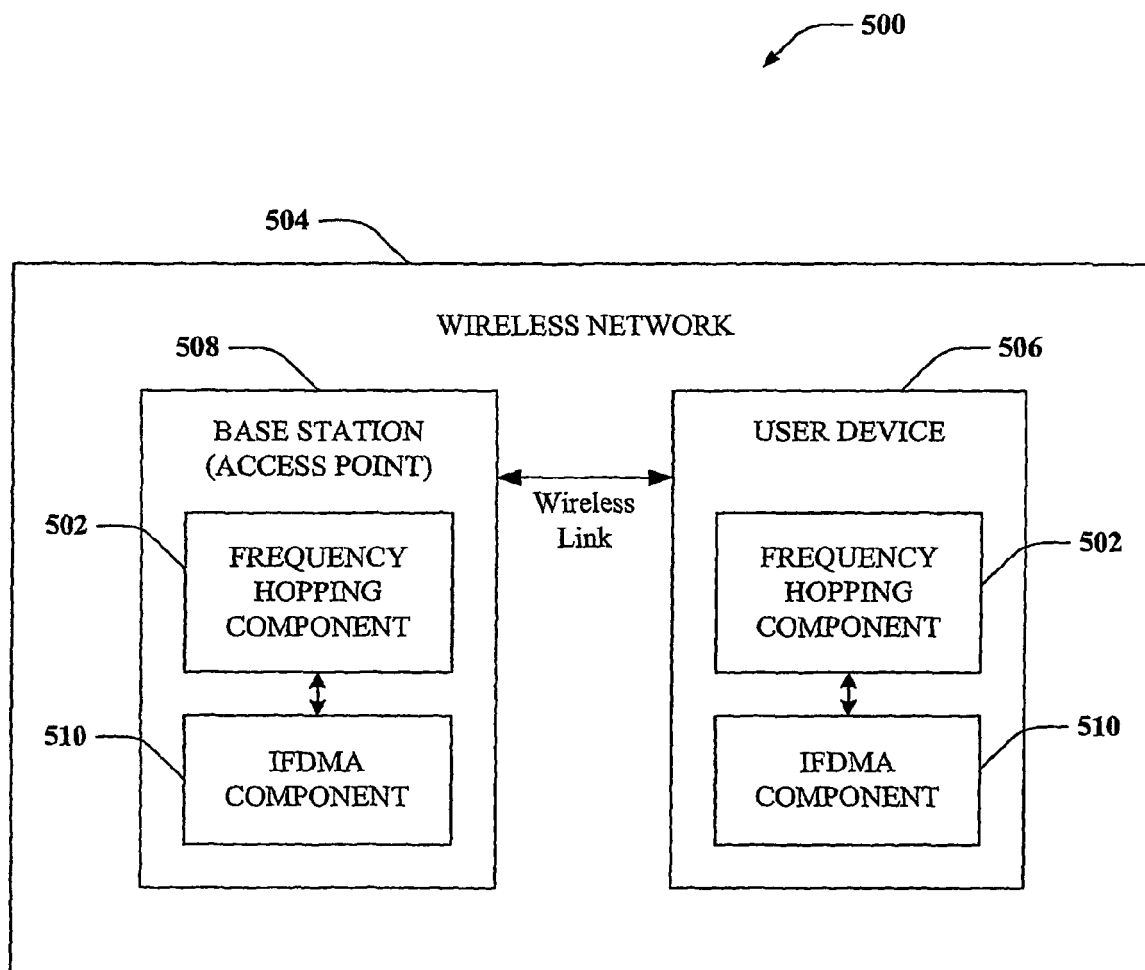 500
504
WIRELESS NETWORK
508
506
BASE STATION
(ACCESS POINT)
USER DEVICE
Wireless
Link
502
FREQUENCY
HOPPING
COMPONENT
FREQUENCY
HOPPING
COMPONENT
502
510
IFDMA
COMPONENT
IFDMA
COMPONENT
510